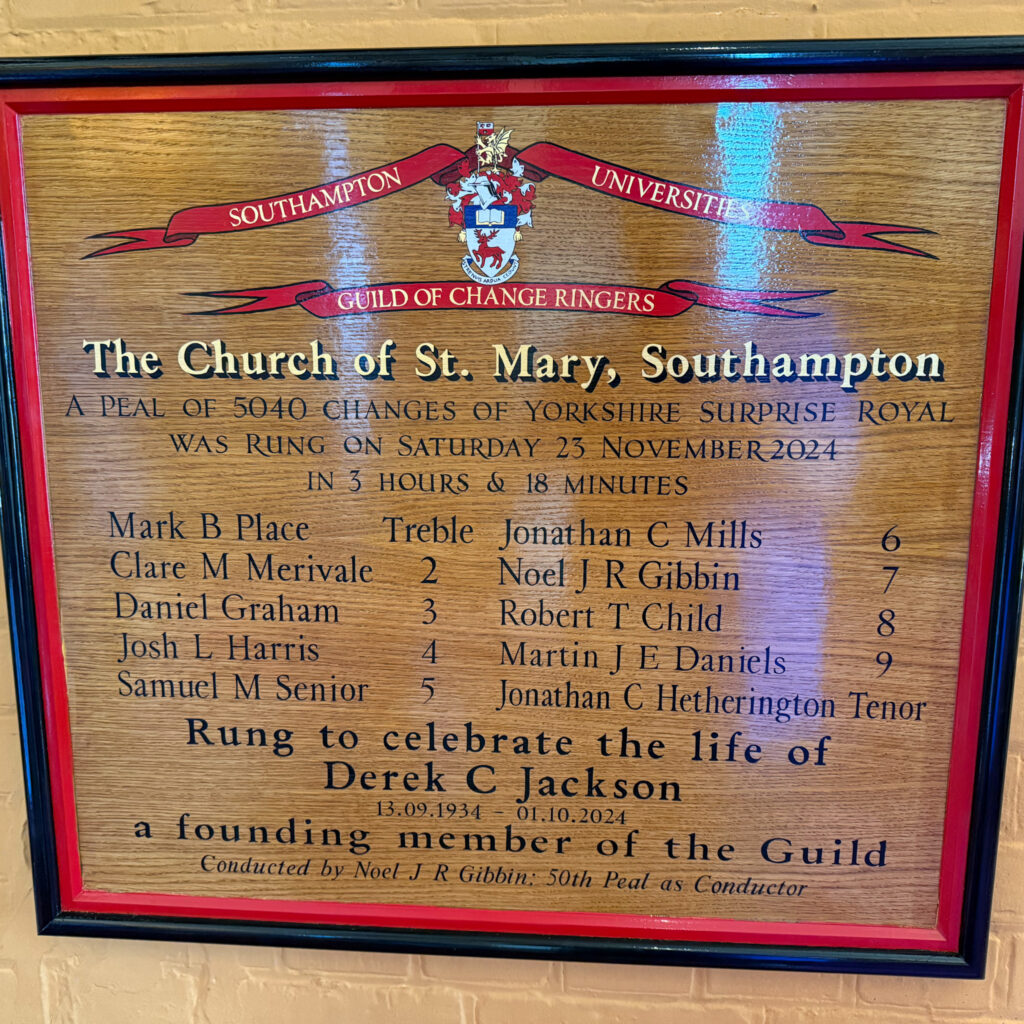 SOUTHAMPTON UNIVERSITIES
GUILD OF CHANGE RINGERS
The Church of St. Mary, Southampton
A PEAL OF 5040 CHANGES OF YORKSHIRE SURPRISE ROYAL
WAS RUNG ON SATURDAY 23 NOVEMBER 2024
IN 3 HOURS & 18 MINUTES
Mark B Place Treble Jonathan C Mills 6
Clare M Merivale 2 Noel J R Gibbin 7
Daniel Graham 3 Robert T Child 8
Josh L Harris 4 Martin J E Daniels 9
Samuel M Senior 5 Jonathan C Hetherington Tenor
Rung to celebrate the life of
Derek C Jackson
13.09.1934 - 01.10.2024
a founding member of the Guild
Conducted by Noel J R Gibbin: 50th Peal as Conductor